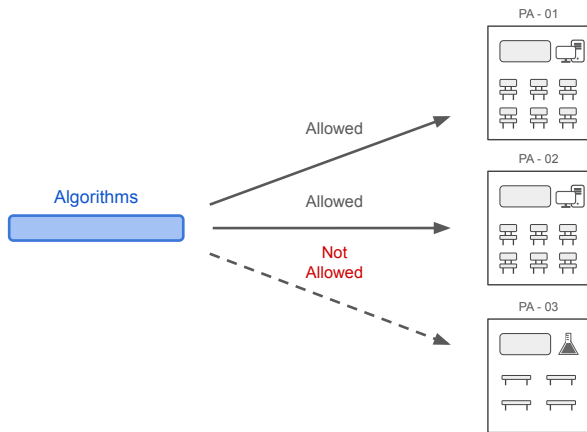 PA - 01
Allowed
PA - 02
Algorithms
Allowed
Not
Allowed
PA - 03